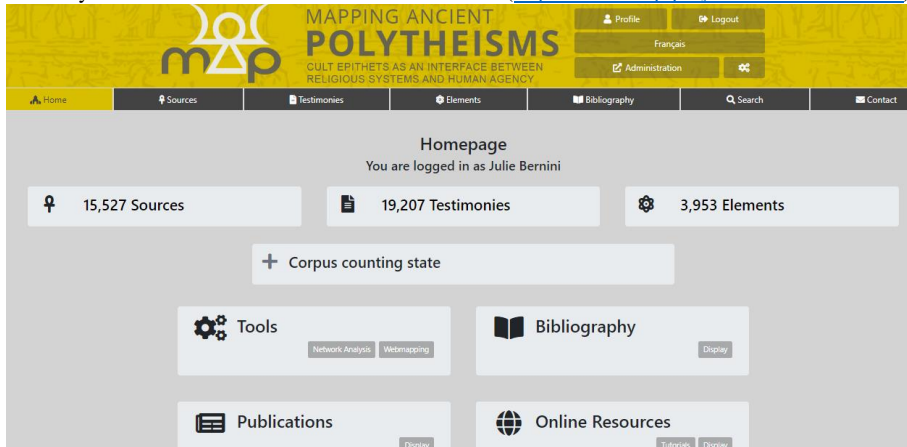 MAPPING ANCIENT
POLYTHEISMS
CULT EPITHETS AS AN INTERFACE BETWEEN
RELIGIOUS SYSTEMS AND HUMAN AGENCY
map
Profile
Logout
Français
Administration
Home
Sources
Testimonies
Elements
Bibliography
Search
Contact
Homepage
You are logged in as Julie Bernini
15,527 Sources
19,207 Testimonies
3,953 Elements
Corpus counting state
Tools
Network Analysis
Webmapping
Bibliography
Display
Publications
Display
Online Resources
Tutorials
Display